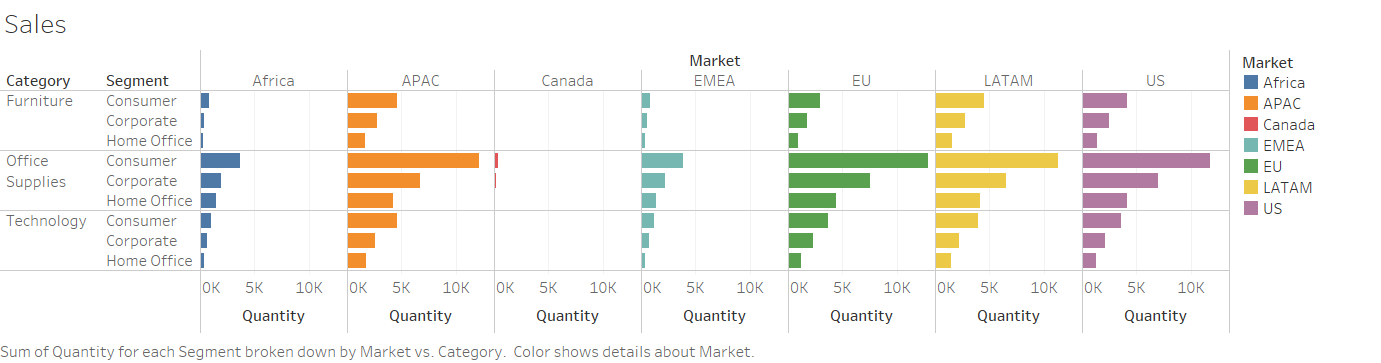 Sales
Market
Category Segment Africa APAC Canada EMEA EU LATAM US
Furniture Consumer
Corporate
Home Office
Office Consumer
Supplies Corporate
Home Office
Technology Consumer
Corporate
Home Office
0K 5K 10K 0K 5K 10K 0K 5K 10K 0K 5K 10K 0K 5K 10K 0K 5K 10K 0K 5K 10K
Quantity Quantity Quantity Quantity Quantity Quantity Quantity
Market
Africa
APAC
Canada
EMEA
EU
LATAM
US
Sum of Quantity for each Segment broken down by Market vs. Category. Color shows details about Market.